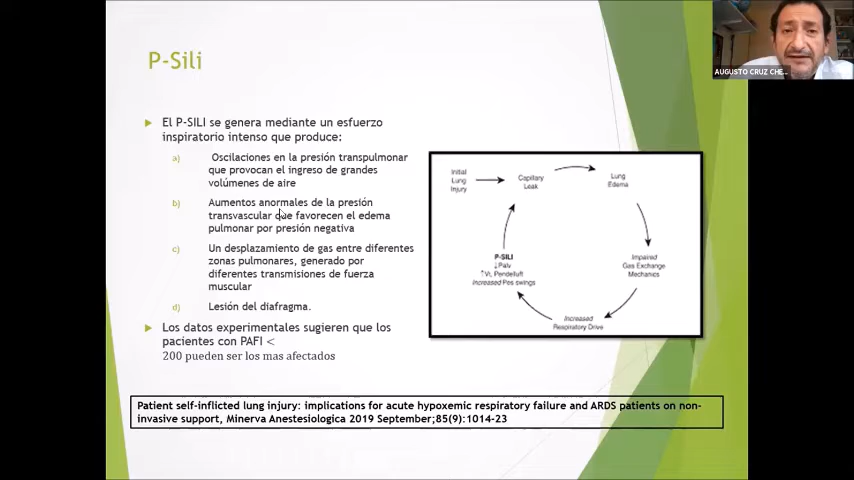 P-Sili
El P-SILI se genera mediante un esfuerzo
inspiratorio intenso que produce:
a) Oscilaciones en la presión transpulmonar
que provocan el ingreso de grandes
volúmenes de aire
b) Aumentos anormales de la presión
transvascular que favorecen el edema
pulmonar por presión negativa
c) Un desplazamiento de gas entre diferentes
zonas pulmonares, generado por
diferentes transmisiones de fuerza
muscular
d) Lesión del diafragma.
Los datos experimentales sugieren que los
pacientes con PAFI <
200 pueden ser los mas afectados
Initial
Lung
Injury
Capillary
Leak
Lung
Edema
Impaired
Gas Exchange
Mechanics
Increased
Respiratory Drive
P-SILI
↓Palv
↑Vt, Pendelluft
Increased Pes swings
Patient self-inflicted lung injury: implications for acute hypoxemic respiratory failure and ARDS patients on non-
invasive support, Minerva Anestesiologica 2019 September;85(9):1014-23
AUGUSTO CRUZ CHE...